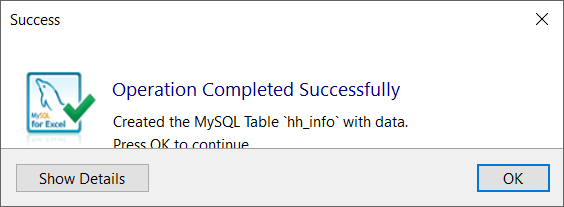 Success
Operation Completed Successfully
MySQL
for Excel
Created the MySQL Table `hh_info` with data.
Press OK to continue
Show Details
OK